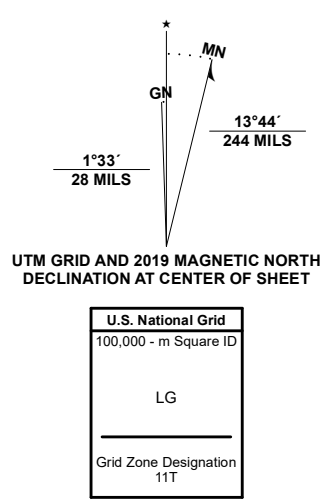 ★
MN
GN
13°44´
244 MILS
1°33´
28 MILS
UTM GRID AND 2019 MAGNETIC NORTH
DECLINATION AT CENTER OF SHEET
U.S. National Grid
100,000 - m Square ID
LG
Grid Zone Designation
11T